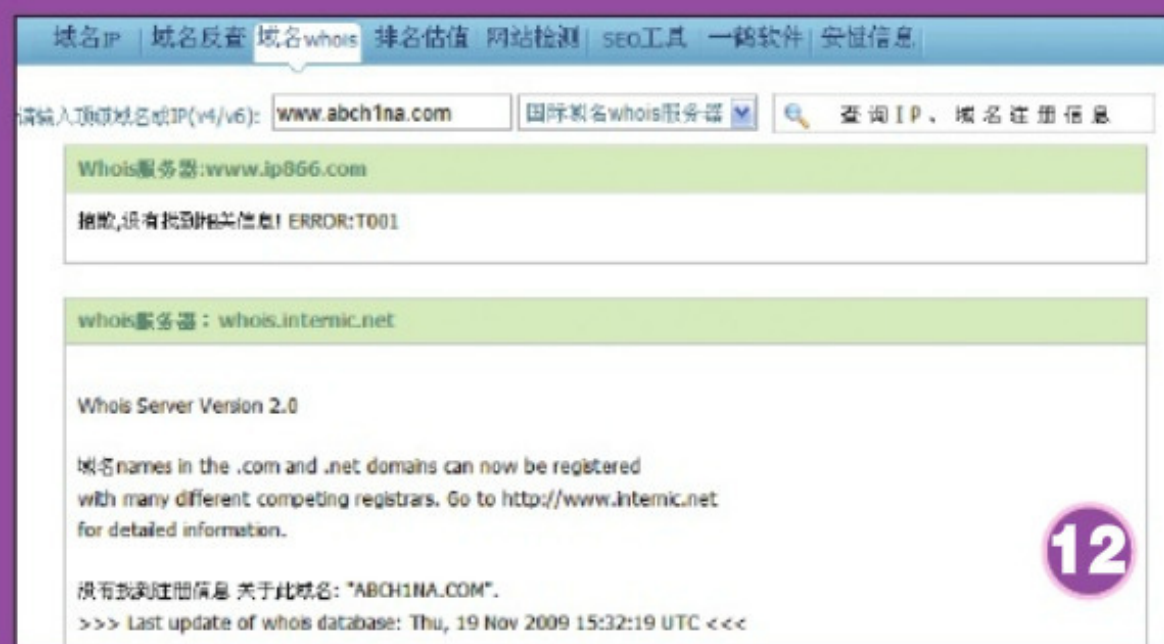 域名IP | 域名反查 域名whois 排名估值 网站检测 | SEO工具 一鹤软件 | 安恒信息
请输入顶级域名或IP(v4/v6): www.abch1na.com 国际域名whois服务器 查询IP、域名注册信息
Whois服务器:www.ip866.com
抱歉,没有找到相关信息! ERROR:T001
whois服务器：whois.internic.net
Whois Server Version 2.0
域名names in the .com and .net domains can now be registered
with many different competing registrars. Go to http://www.internic.net
for detailed information.
没有找到注册信息 关于此域名: "ABCH1NA.COM".
>>> Last update of whois database: Thu, 19 Nov 2009 15:32:19 UTC <<<
12